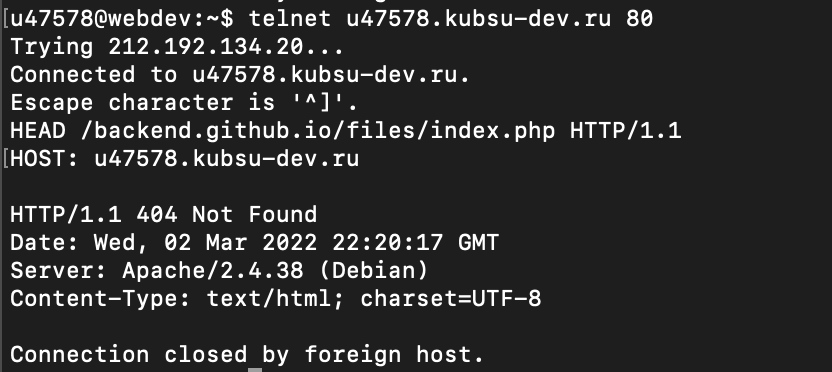 [u47578@webdev:~$ telnet u47578.kubsu-dev.ru 80
Trying 212.192.134.20...
Connected to u47578.kubsu-dev.ru.
Escape character is '^]'.
HEAD /backend.github.io/files/index.php HTTP/1.1
[HOST: u47578.kubsu-dev.ru
HTTP/1.1 404 Not Found
Date: Wed, 02 Mar 2022 22:20:17 GMT
Server: Apache/2.4.38 (Debian)
Content-Type: text/html; charset=UTF-8
Connection closed by foreign host.